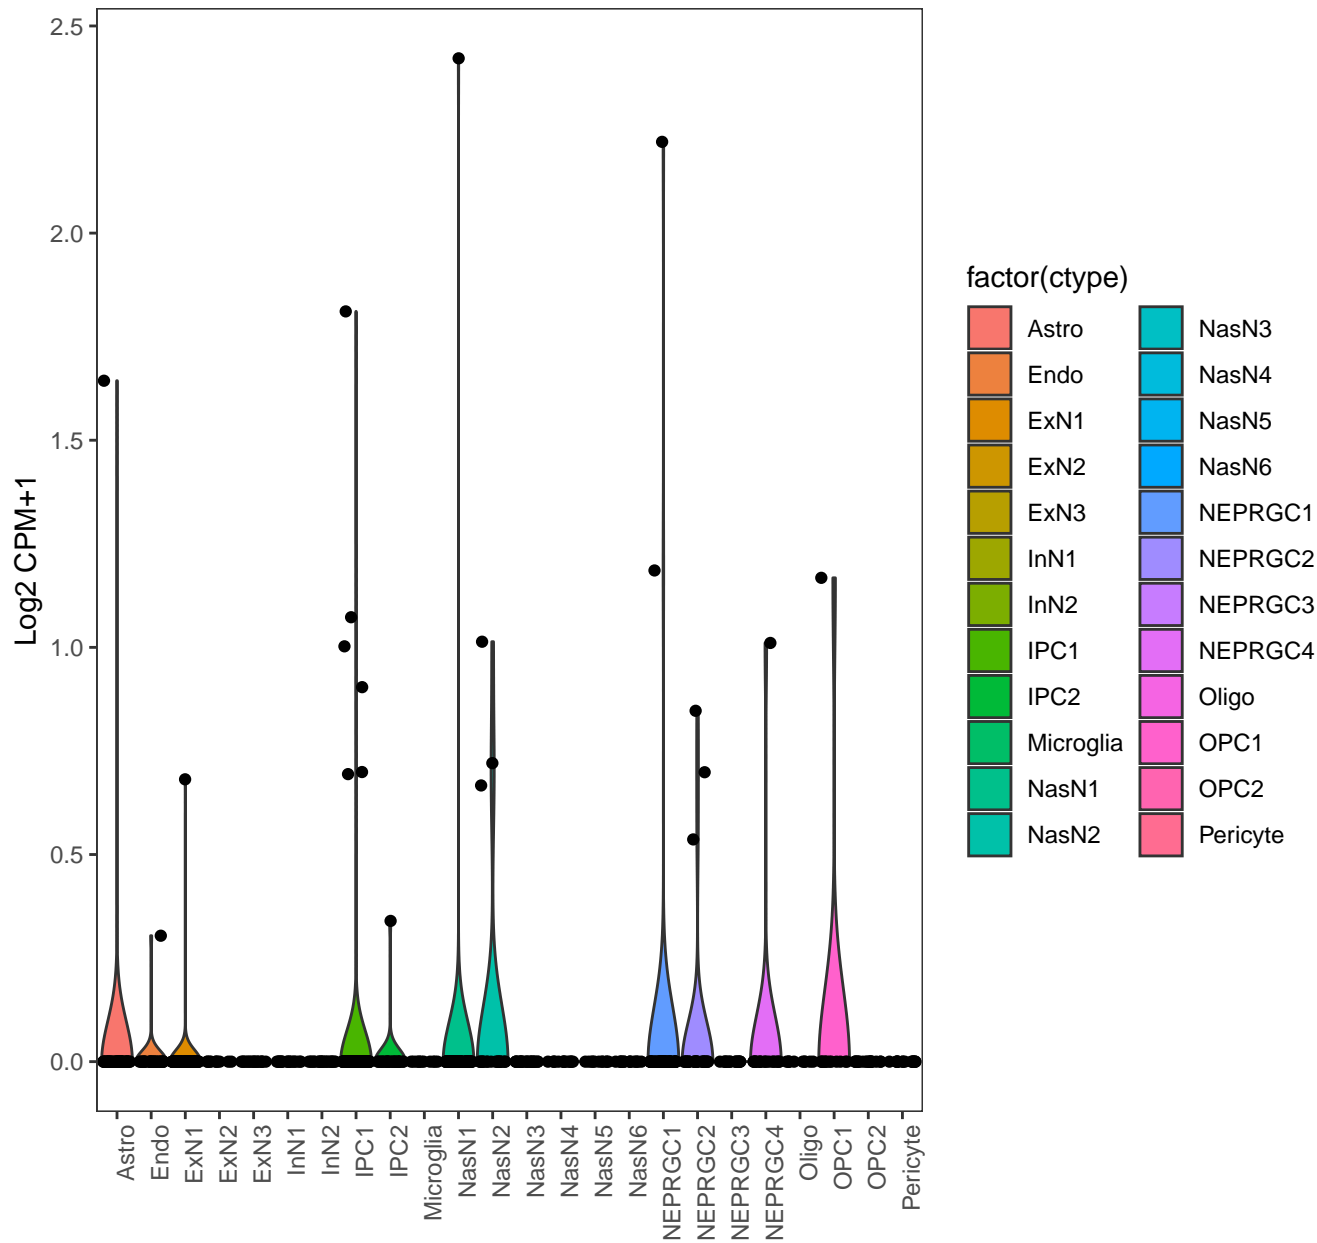 2.5
2.0
1.5
1.0
0.5
0.0
Log2 CPM+1
Astro
Endo
ExN1
ExN2
ExN3
InN1
InN2
IPC1
IPC2
Microglia
NasN1
NasN2
NasN3
NasN4
NasN5
NasN6
NEPRGC1
NEPRGC2
NEPRGC3
NEPRGC4
Oligo
OPC1
OPC2
Pericyte
factor(ctype)
Astro
Endo
ExN1
ExN2
ExN3
InN1
InN2
IPC1
IPC2
Microglia
NasN1
NasN2
NasN3
NasN4
NasN5
NasN6
NEPRGC1
NEPRGC2
NEPRGC3
NEPRGC4
Oligo
OPC1
OPC2
Pericyte